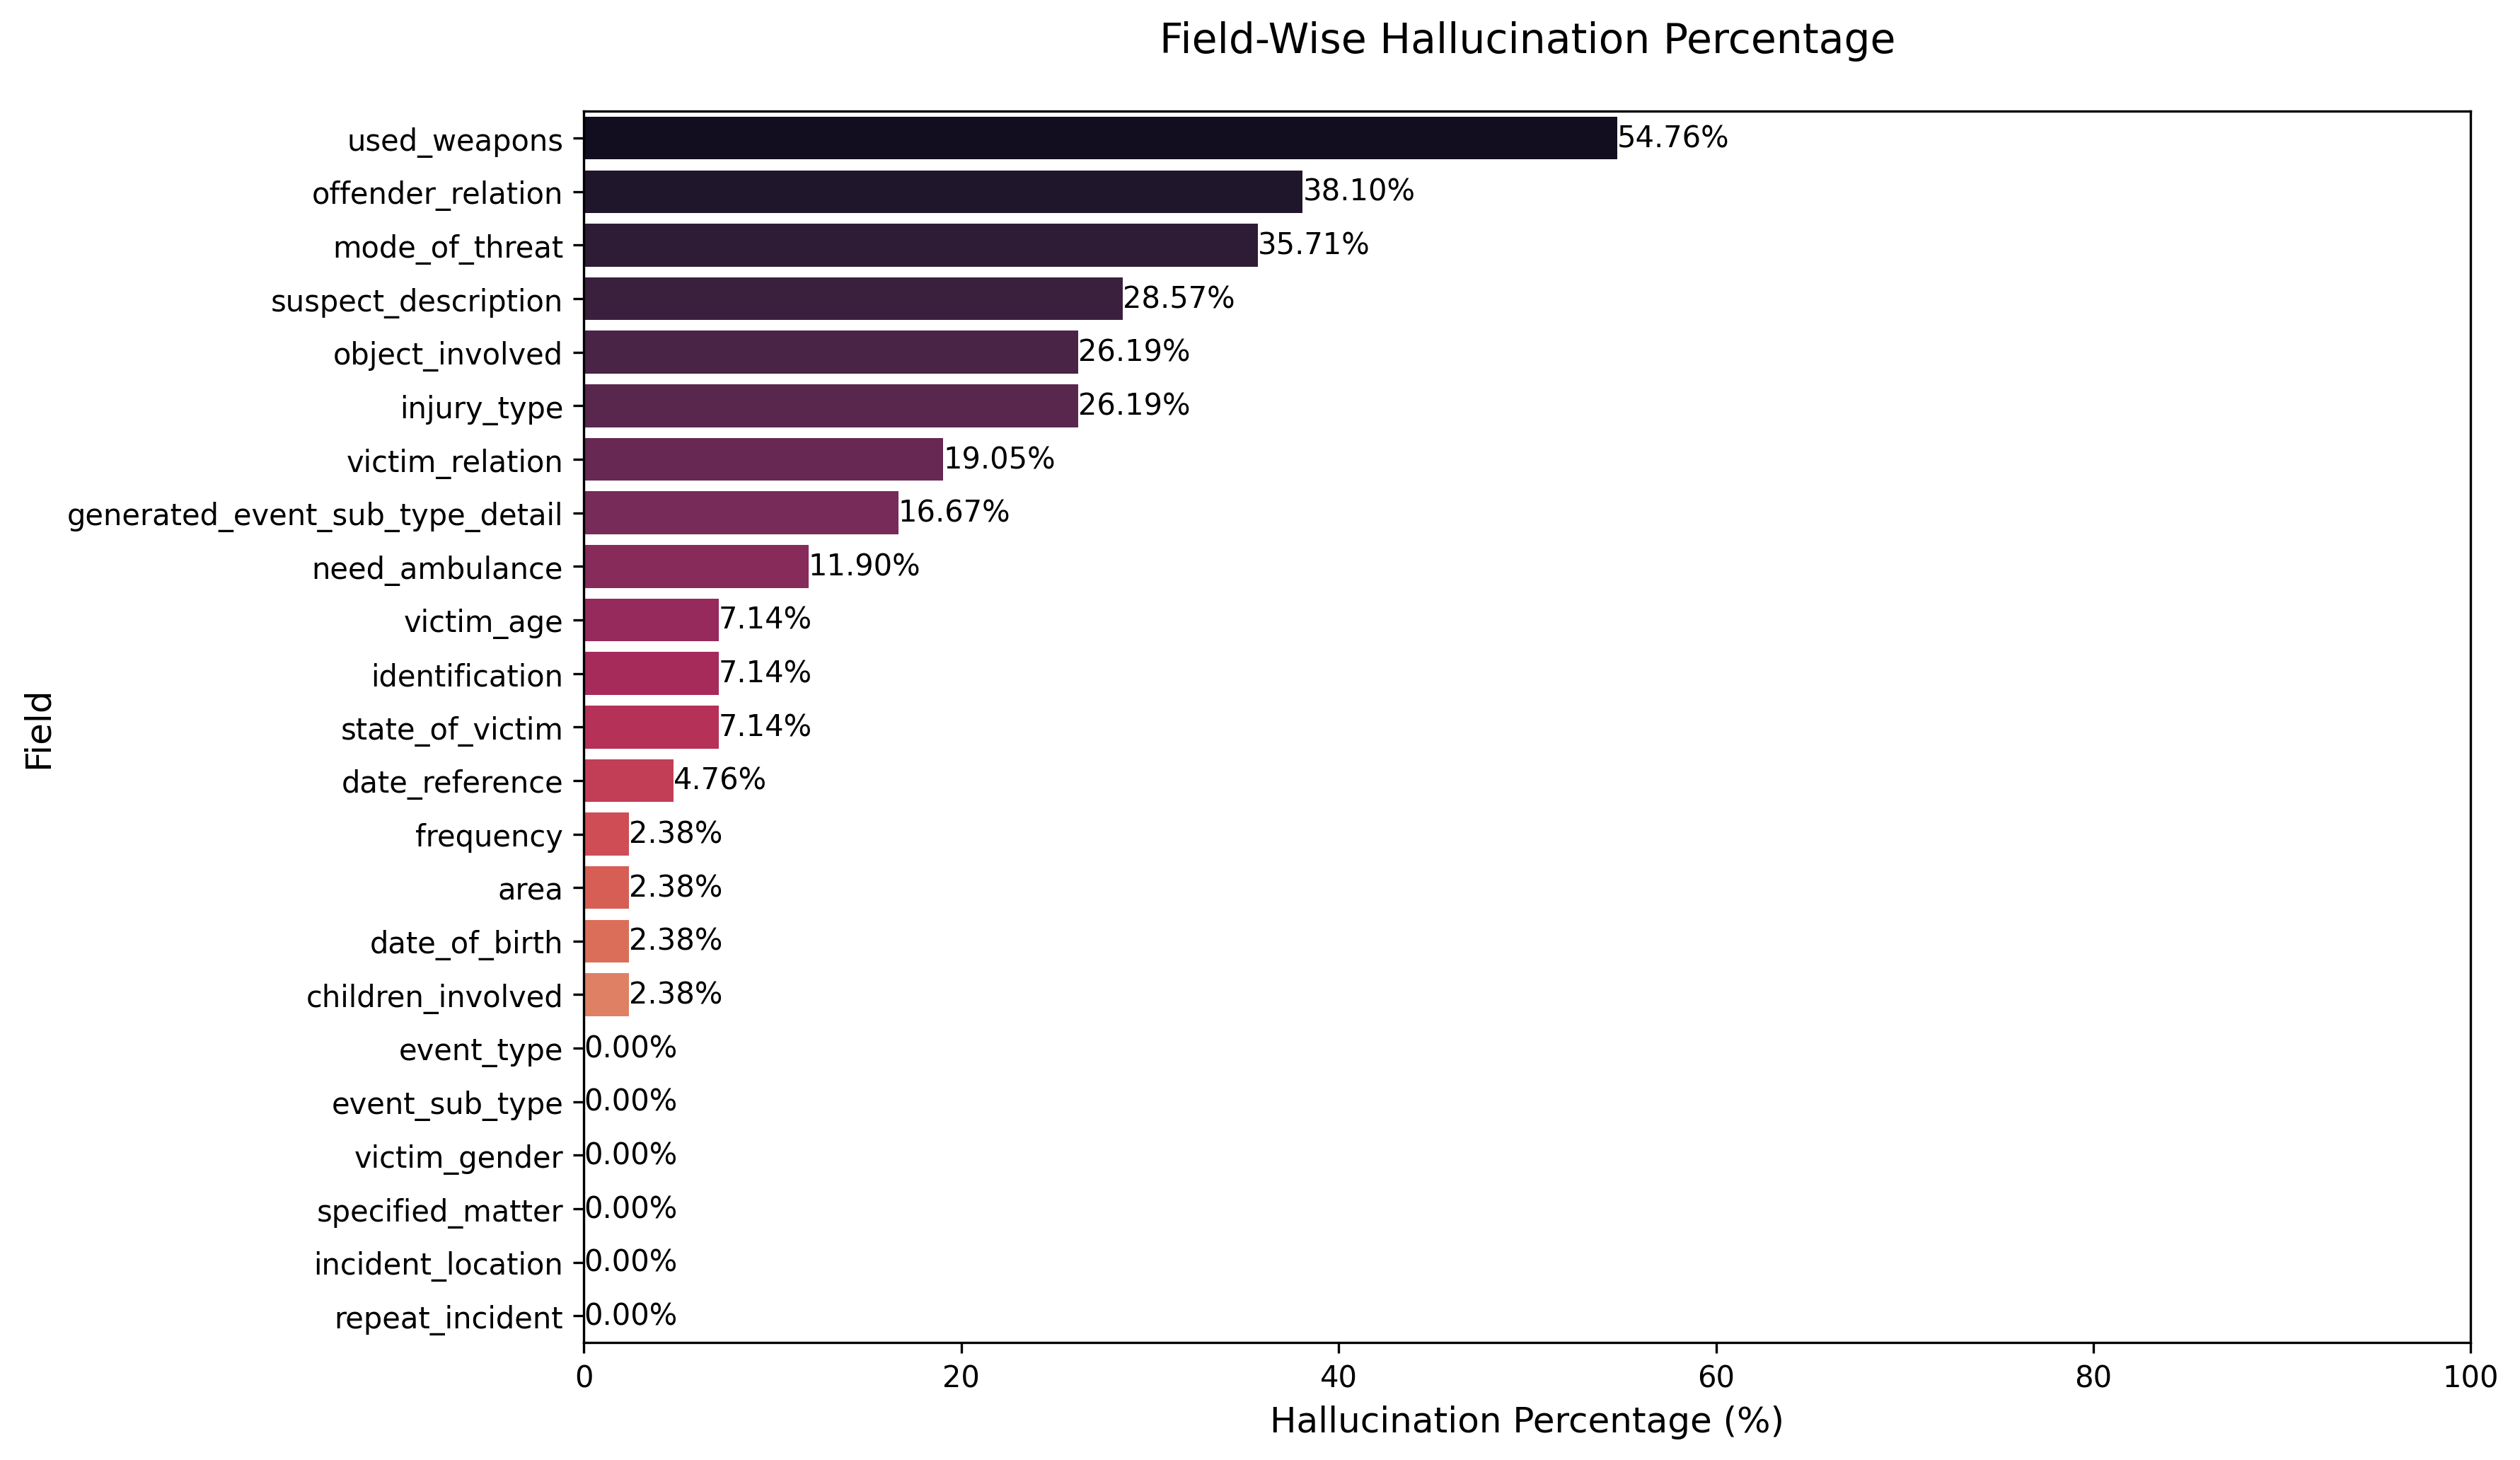 Field-Wise Hallucination Percentage
Field
used_weapons 54.76%
offender_relation 38.10%
mode_of_threat 35.71%
suspect_description 28.57%
object_involved 26.19%
injury_type 26.19%
victim_relation 19.05%
generated_event_sub_type_detail 16.67%
need_ambulance 11.90%
victim_age 7.14%
identification 7.14%
state_of_victim 7.14%
date_reference 4.76%
frequency 2.38%
area 2.38%
date_of_birth 2.38%
children_involved 2.38%
event_type 0.00%
event_sub_type 0.00%
victim_gender 0.00%
specified_matter 0.00%
incident_location 0.00%
repeat_incident 0.00%
0 20 40 60 80 100
Hallucination Percentage (%)